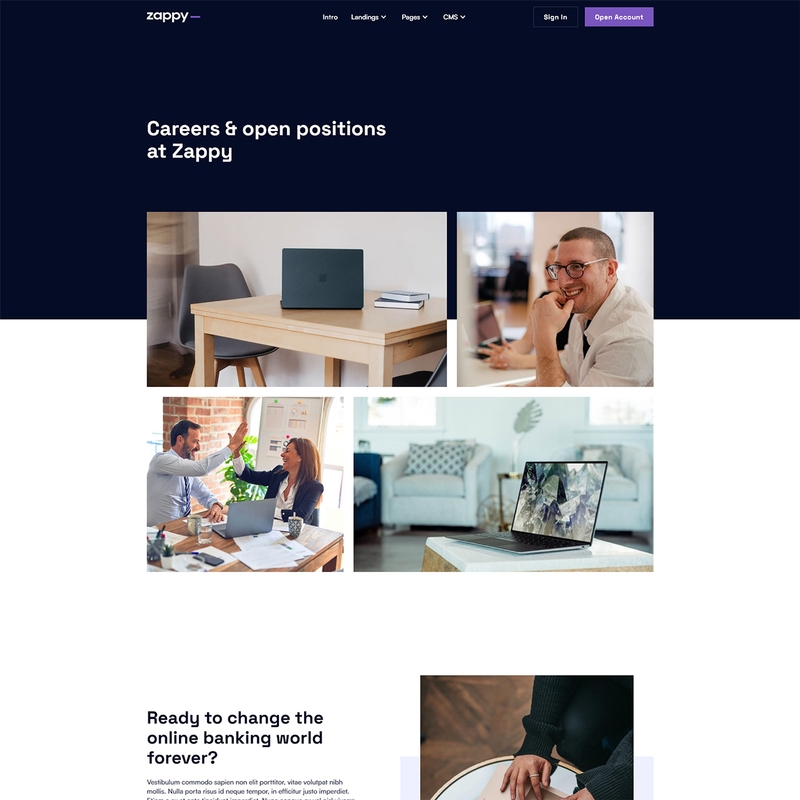 zappy
Intro Landings Pages CMS Sign In Open Account
Careers & open positions
at Zappy
Ready to change the
online banking world
forever?
Vestibulum commodo sapien non elit porttitor, vitae volutpat nibh
mollis. Nulla porta risus id neque tempor, in efficitur justo imperdiet.